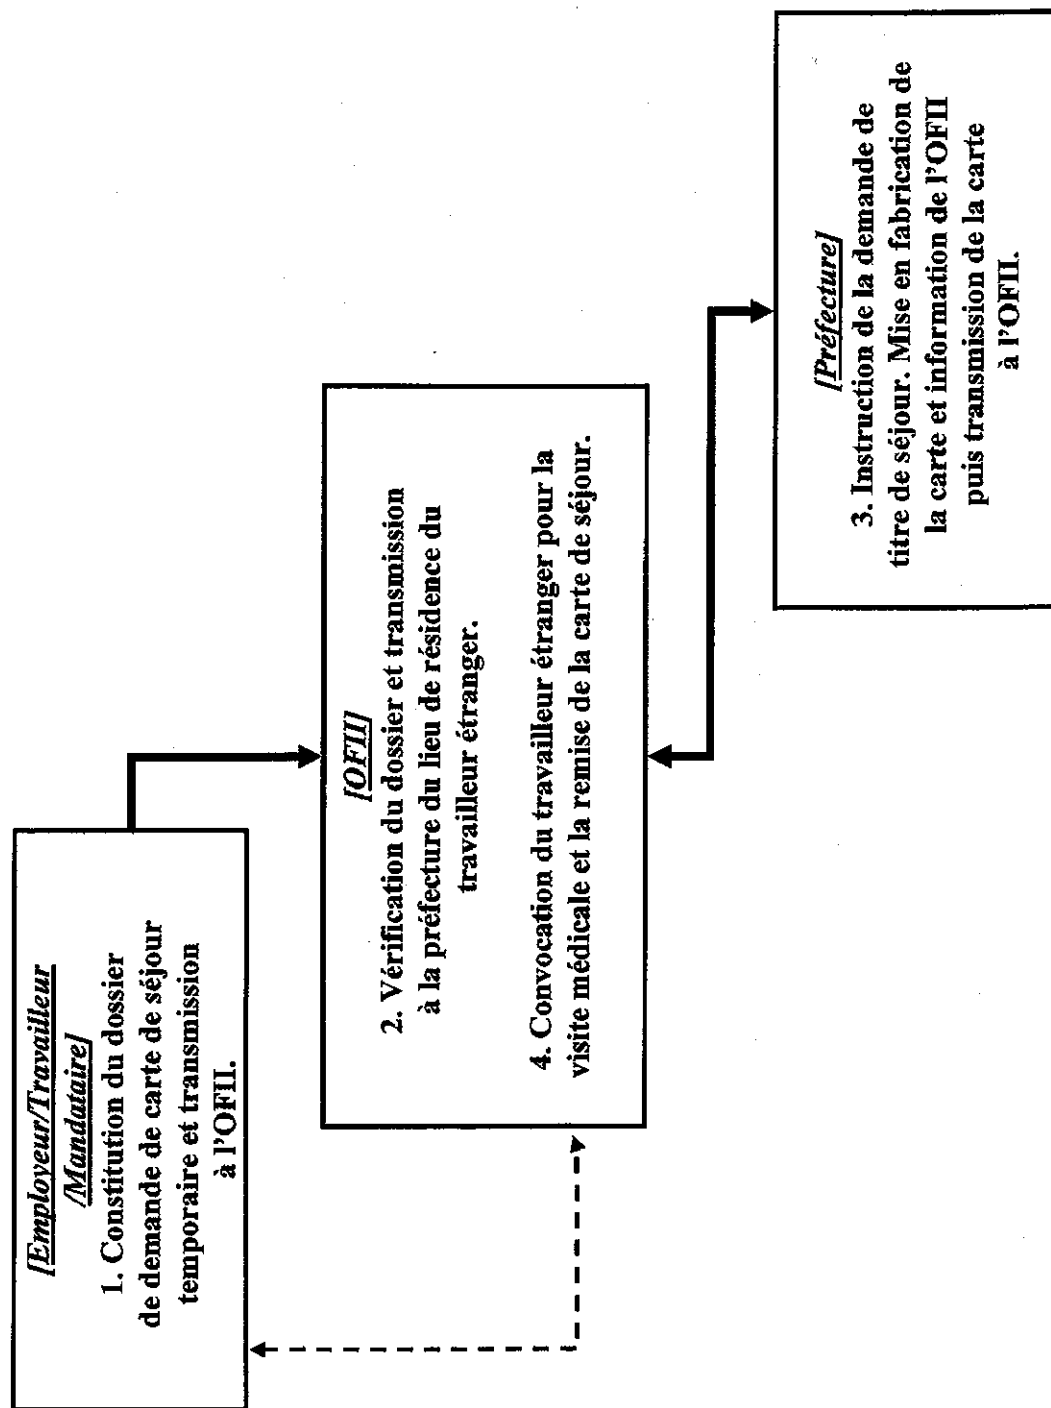 [Employeur/Travailleur
/Mandataire]
1. Constitution du dossier
de demande de carte de séjour
temporaire et transmission
à l'OFII.
[OFII]
2. Vérification du dossier et transmission
à la préfecture du lieu de résidence du
travailleur étranger.
4. Convocation du travailleur étranger pour la
visite médicale et la remise de la carte de séjour.
[Préfecture]
3. Instruction de la demande de
titre de séjour. Mise en fabrication de
la carte et information de l'OFII
puis transmission de la carte
à l'OFII.